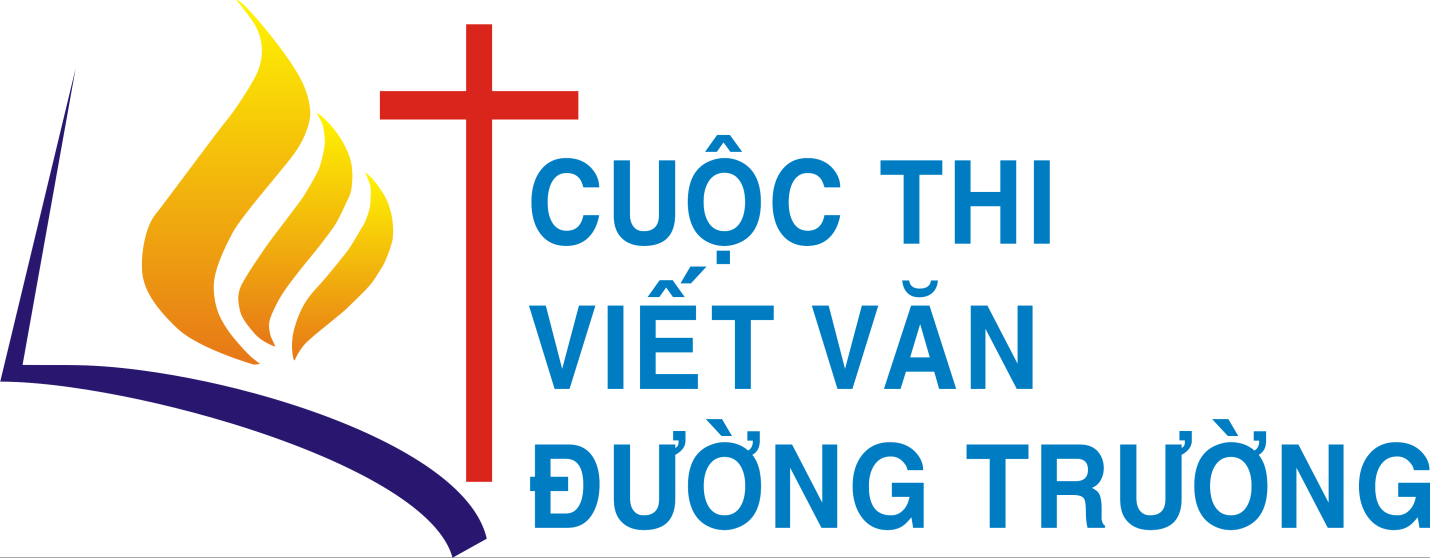 CUỘC THI
VIẾT VĂN
ĐƯỜNG TRƯỜNG